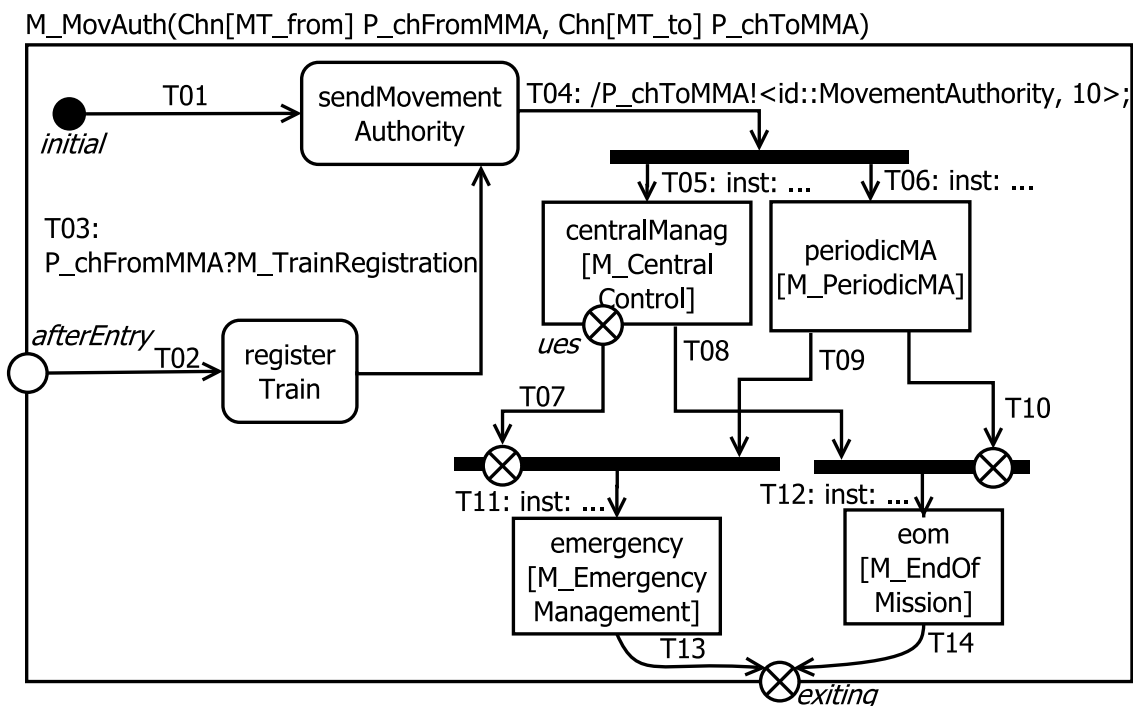 M_MovAuth(Chn[MT_from] P_chFromMMA, Chn[MT_to] P_chToMMA)
T01
initial
sendMovement
Authority
T04: /P_chToMMA!<id::MovementAuthority, 10>;
T05: inst: ...
T06: inst: ...
T03:
P_chFromMMA?M_TrainRegistration
centralManag
[M_Central
Control]
periodicMA
[M_PeriodicMA]
afterEntry
T02
register
Train
ues
T08
T09
T07
T10
T11: inst: ...
T12: inst: ...
emergency
[M_Emergency
Management]
eom
[M_EndOf
Mission]
T13
T14
exiting